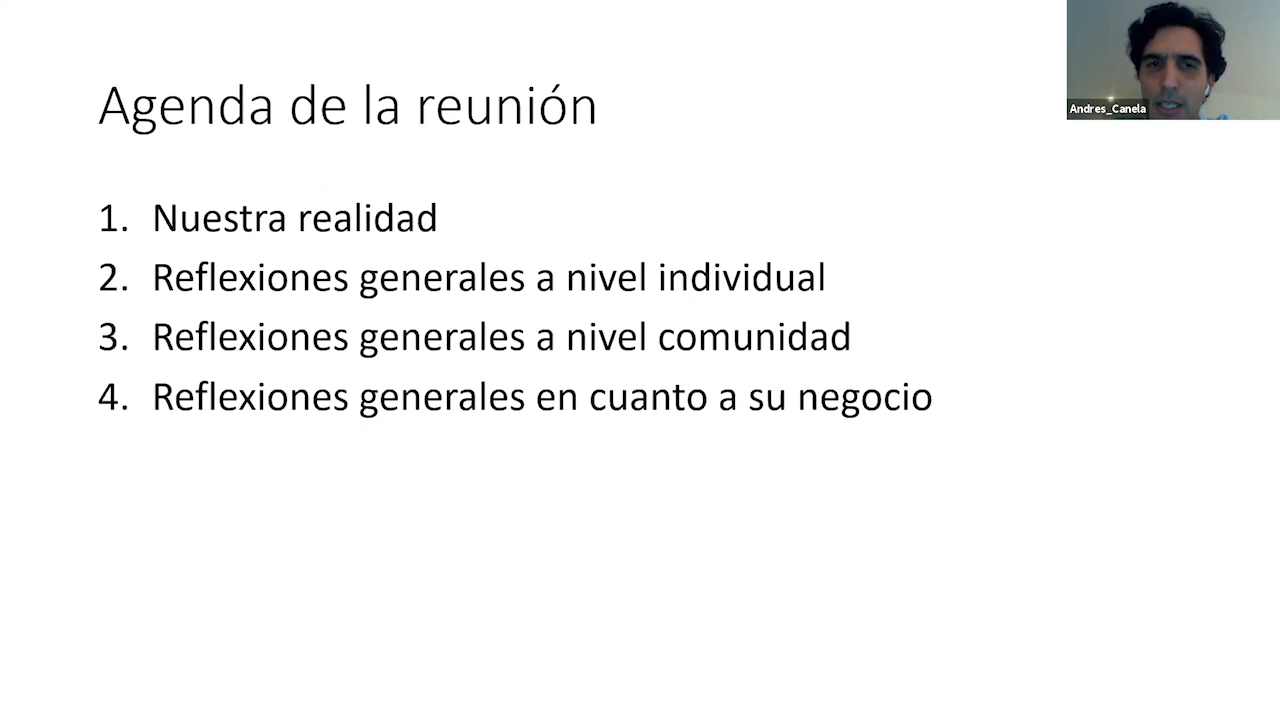 Agenda de la reunión
Andres_Canela
1. Nuestra realidad
2. Reflexiones generales a nivel individual
3. Reflexiones generales a nivel comunidad
4. Reflexiones generales en cuanto a su negocio